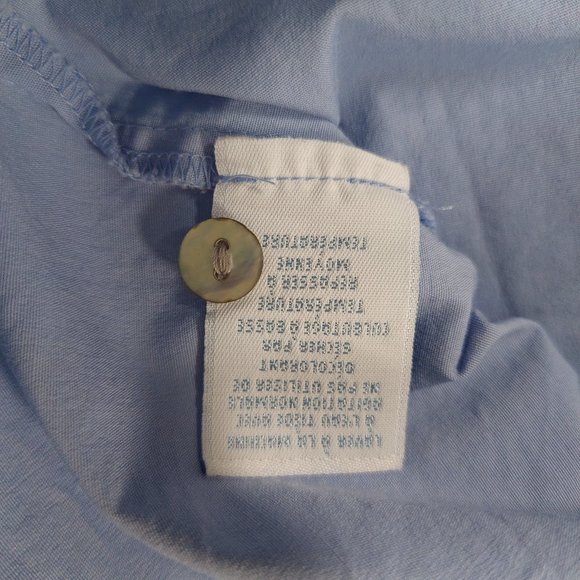 LAVER À LA MACHINE
À L'EAU TIÈDE AVEC
AGITATION NORMALE
NE PAS UTILISER DE
DÉCOLORANT
SÉCHER PAR
CULBUTAGE À BASSE
TEMPÉRATURE
REPASSER À
MOYENNE
TEMPÉRATURE